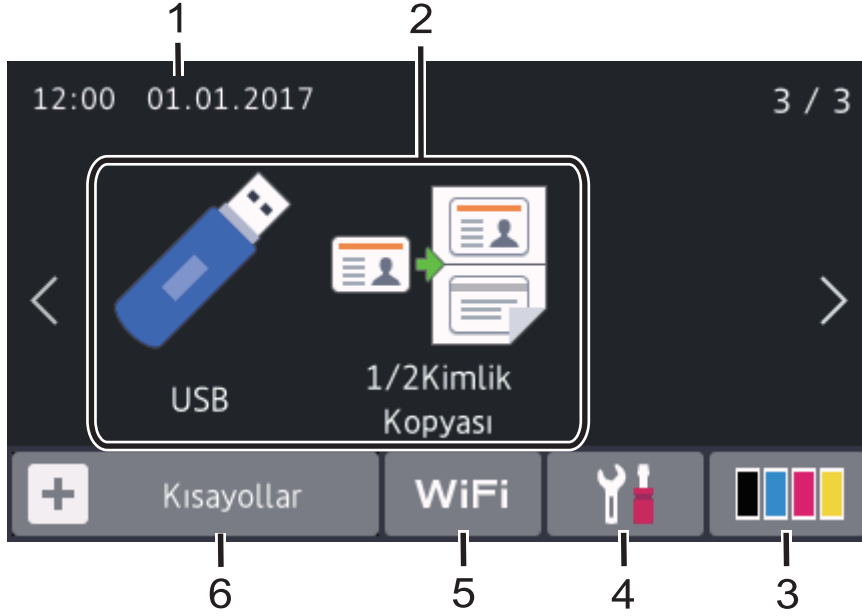 1 2
12:00 01.01.2017 3 / 3
USB
1/2Kimlik
Kopyası
Kısayollar WiFi
6 5 4 3